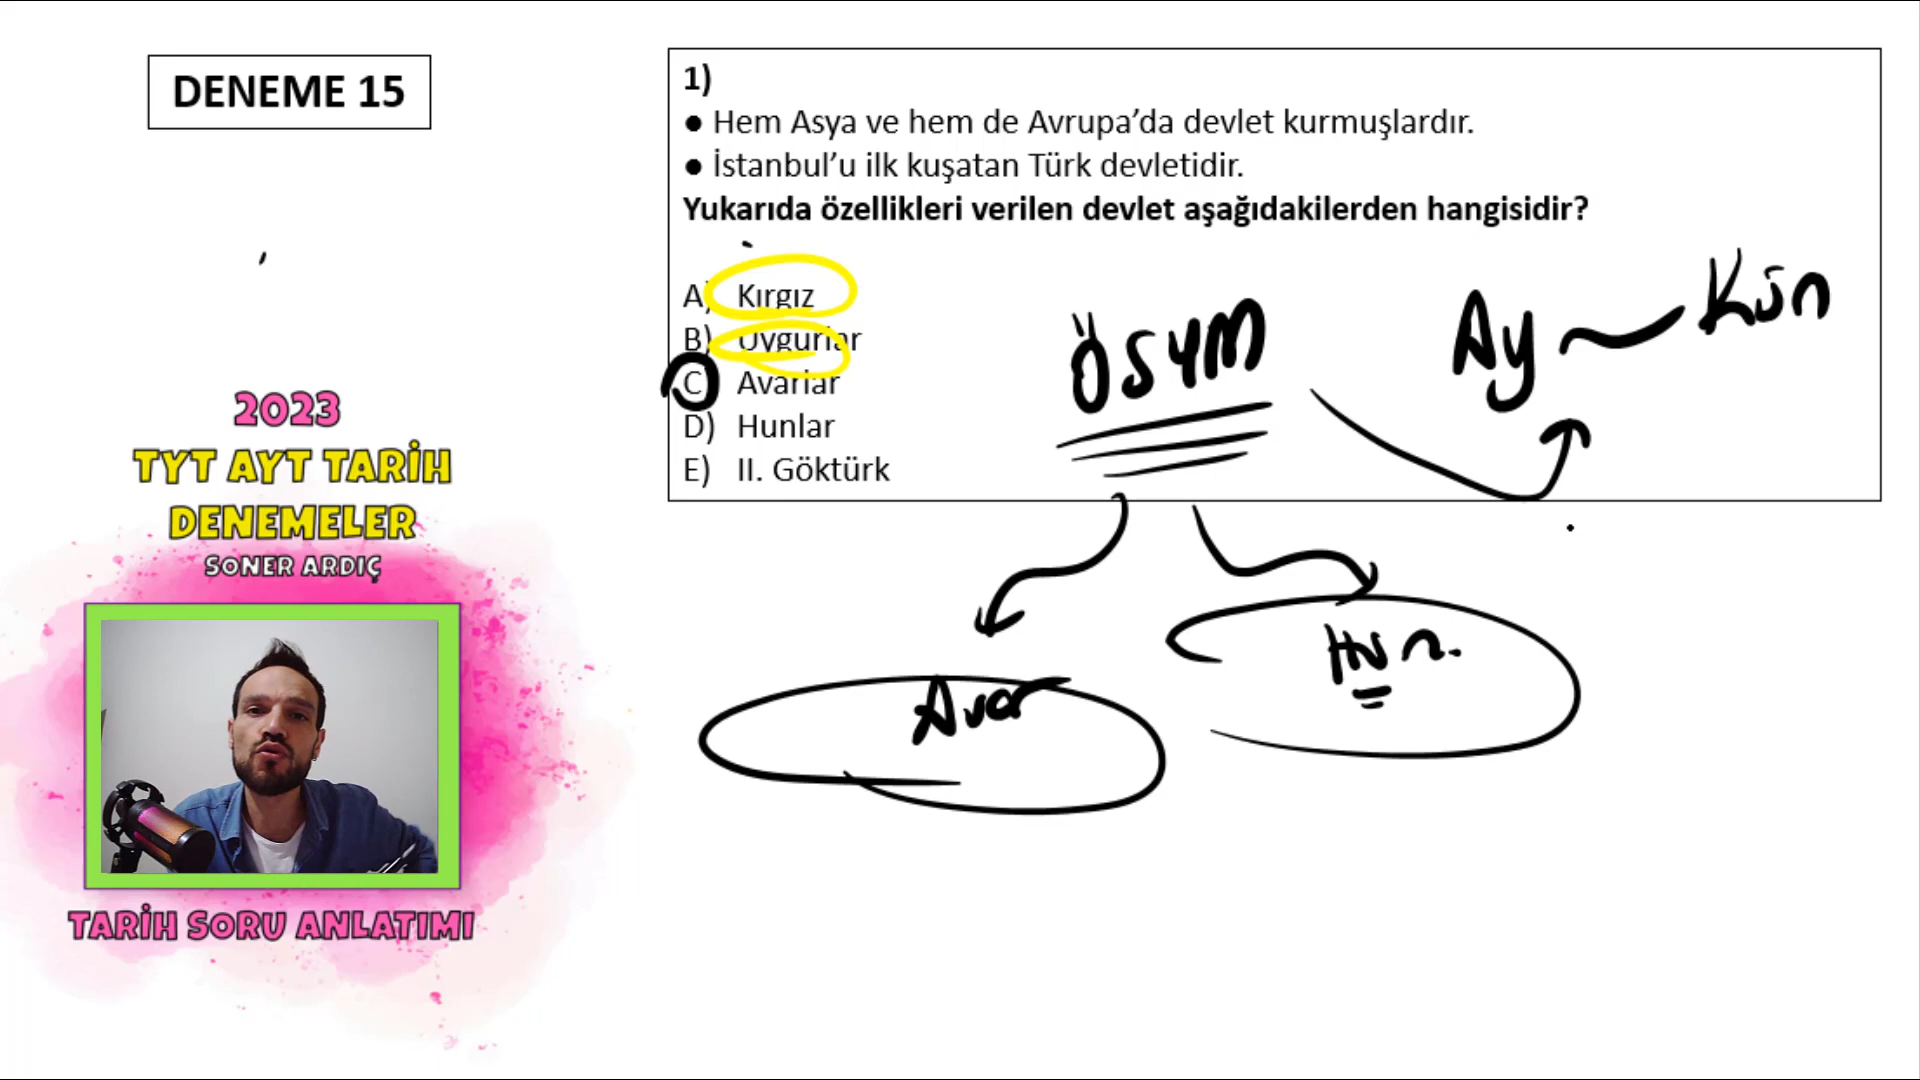 DENEME 15
1)
● Hem Asya ve hem de Avrupa’da devlet kurmuşlardır.
● İstanbul’u ilk kuşatan Türk devletidir.
Yukarıda özellikleri verilen devlet aşağıdakilerden hangisidir?
A) Kırgız
B) Uygurlar
C) Avarlar
D) Hunlar
E) II. Göktürk
ÖSYM
Ay
Kün
Avar
Hun.
2023
TYT AYT TARİH
DENEMELER
SONER ARDIÇ
TARİH SORU ANLATIMI